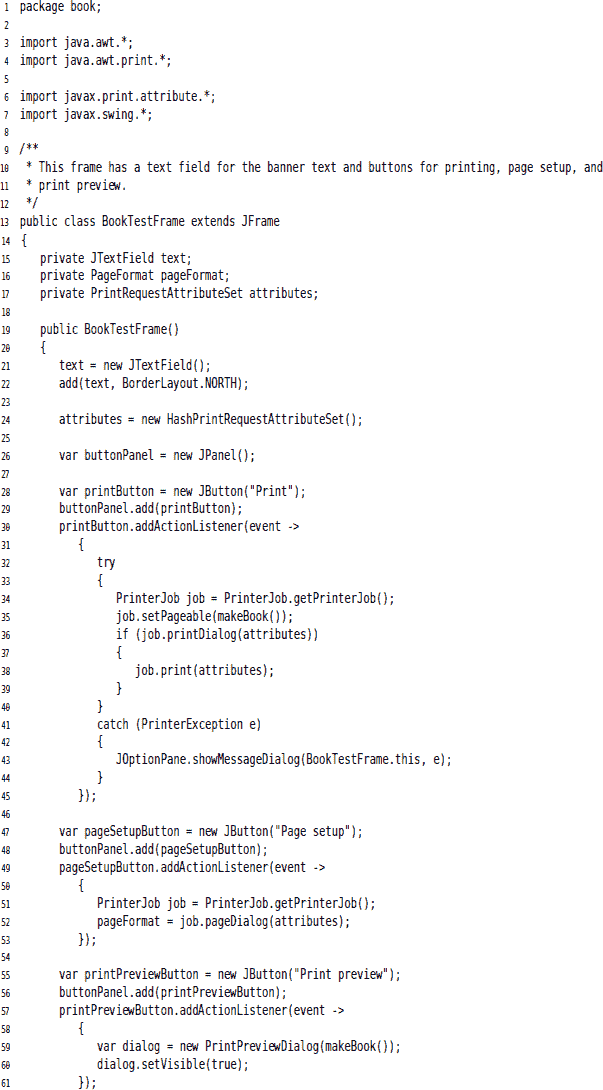 1 package book;
2
3 import java.awt.*;
4 import java.awt.print.*;
5
6 import javax.print.attribute.*;
7 import javax.swing.*;
8
9 /**
10  * This frame has a text field for the banner text and buttons for printing, page setup, and
11  * print preview.
12  */
13 public class BookTestFrame extends JFrame
14 {
15    private JTextField text;
16    private PageFormat pageFormat;
17    private PrintRequestAttributeSet attributes;
18
19    public BookTestFrame()
20    {
21       text = new JTextField();
22       add(text, BorderLayout.NORTH);
23
24       attributes = new HashPrintRequestAttributeSet();
25
26       var buttonPanel = new JPanel();
27
28       var printButton = new JButton("Print");
29       buttonPanel.add(printButton);
30       printButton.addActionListener(event ->
31          {
32             try
33             {
34                PrinterJob job = PrinterJob.getPrinterJob();
35                job.setPageable(makeBook());
36                if (job.printDialog(attributes))
37                {
38                   job.print(attributes);
39                }
40             }
41             catch (PrinterException e)
42             {
43                JOptionPane.showMessageDialog(BookTestFrame.this, e);
44             }
45          });
46
47       var pageSetupButton = new JButton("Page setup");
48       buttonPanel.add(pageSetupButton);
49       pageSetupButton.addActionListener(event ->
50          {
51             PrinterJob job = PrinterJob.getPrinterJob();
52             pageFormat = job.pageDialog(attributes);
53          });
54
55       var printPreviewButton = new JButton("Print preview");
56       buttonPanel.add(printPreviewButton);
57       printPreviewButton.addActionListener(event ->
58          {
59             var dialog = new PrintPreviewDialog(makeBook());
60             dialog.setVisible(true);
61          });